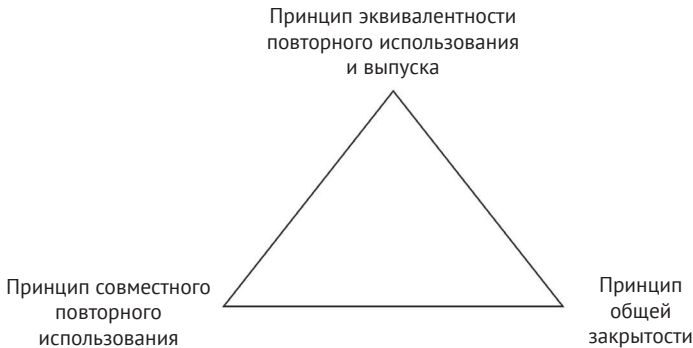 Принцип эквивалентности
повторного использования
и выпуска
Принцип совместного
повторного
использования
Принцип
общей
закрытости